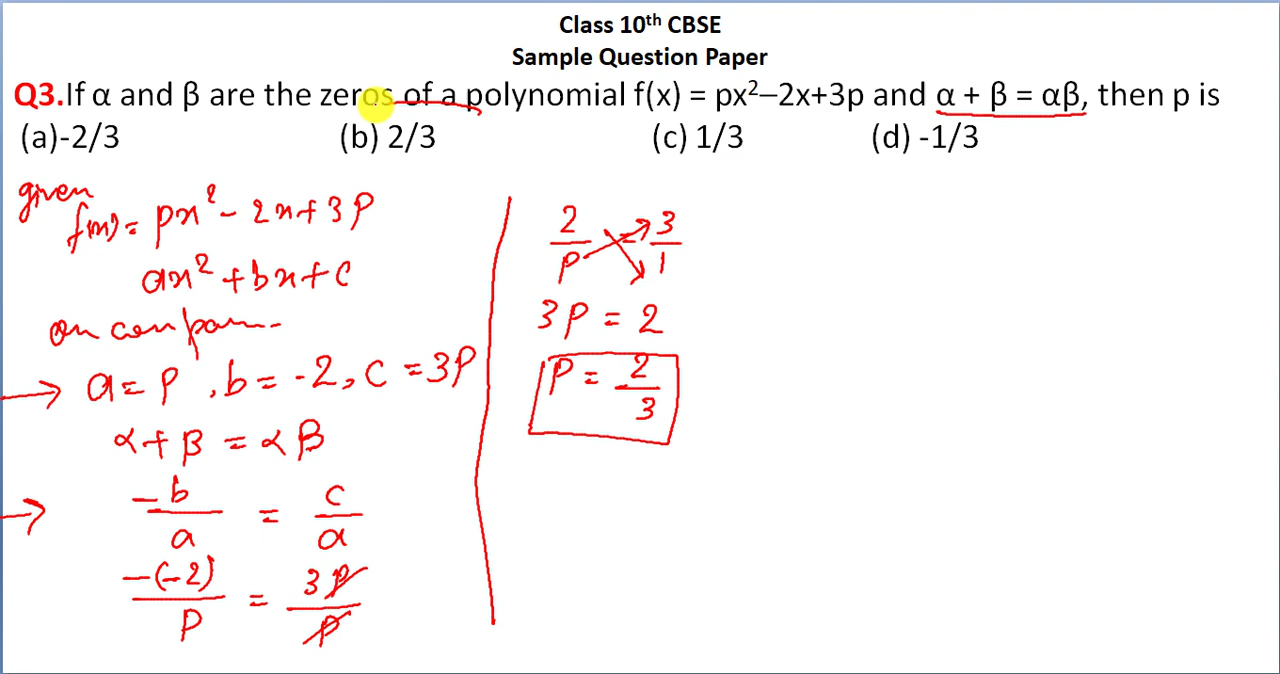 Class 10th CBSE
Sample Question Paper
Q3.If α and β are the zeros of a polynomial f(x) = px²–2x+3p and α + β = αβ, then p is
(a)-2/3 (b) 2/3 (c) 1/3 (d) -1/3
given
f(x) = px² - 2x + 3P
ax² + bx + c
on compar-
a = P , b = -2, c = 3P
α + β = α β
-b/a = c/a
-(-2)/P = 3p/p
2/P = 3/1
3P = 2
P = 2/3